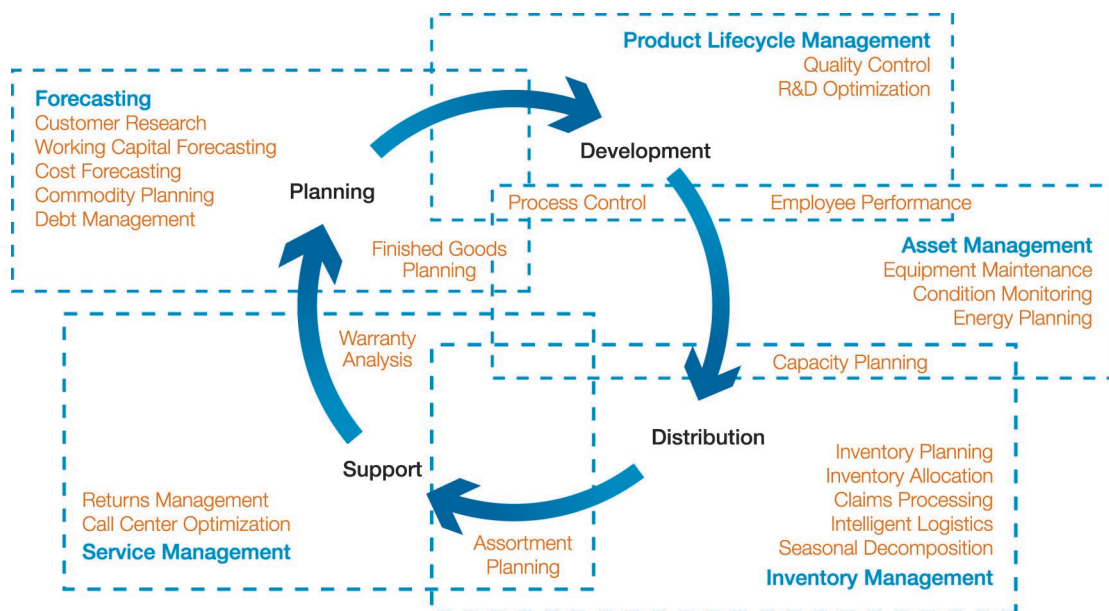 Product Lifecycle Management
Quality Control
R&D Optimization
Forecasting
Customer Research
Working Capital Forecasting
Cost Forecasting
Commodity Planning
Debt Management
Planning
Development
Process Control
Employee Performance
Finished Goods
Planning
Asset Management
Equipment Maintenance
Condition Monitoring
Energy Planning
Warranty
Analysis
Capacity Planning
Distribution
Support
Inventory Planning
Inventory Allocation
Claims Processing
Intelligent Logistics
Seasonal Decomposition
Inventory Management
Returns Management
Call Center Optimization
Service Management
Assortment
Planning